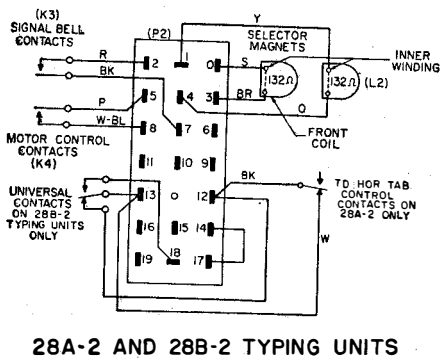 (K3)
SIGNAL BELL
CONTACTS
(P2)
Y
SELECTOR
MAGNETS
INNER
WINDING
R
BK
2
1
0
S
132Ω
132Ω
(L2)
P
5
4
3
BR
O
W-BL
FRONT
COIL
MOTOR CONTROL
CONTACTS
(K4)
8
7
6
11
10
9
UNIVERSAL
CONTACTS
ON 28B-2
TYPING UNITS
ONLY
13
12
BK
TD HOR TAB
CONTROL
CONTACTS ON
28A-2 ONLY
16
15
14
W
19
18
17
28A-2 AND 28B-2 TYPING UNITS